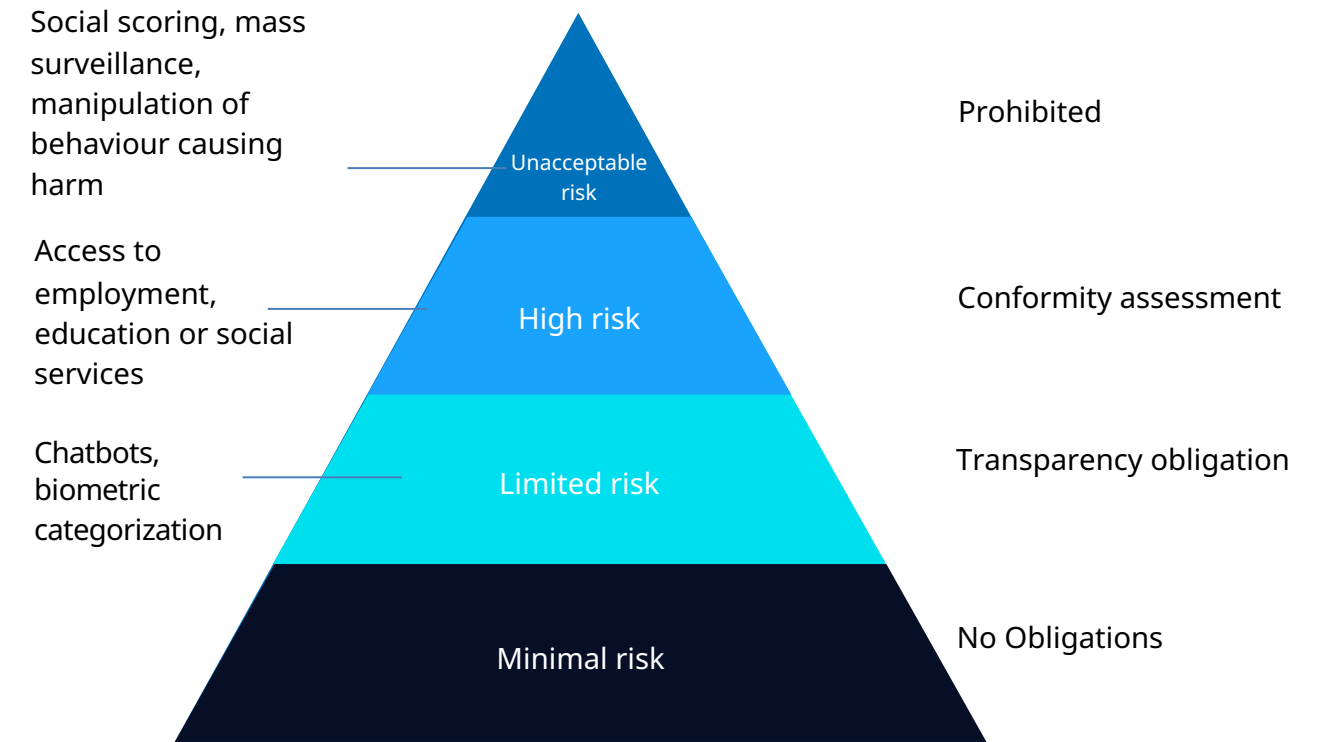 Social scoring, mass
surveillance,
manipulation of
behaviour causing
harm
Unacceptable
risk
Prohibited
Access to
employment,
education or social
services
High risk
Conformity assessment
Chatbots,
biometric
categorization
Limited risk
Transparency obligation
Minimal risk
No Obligations